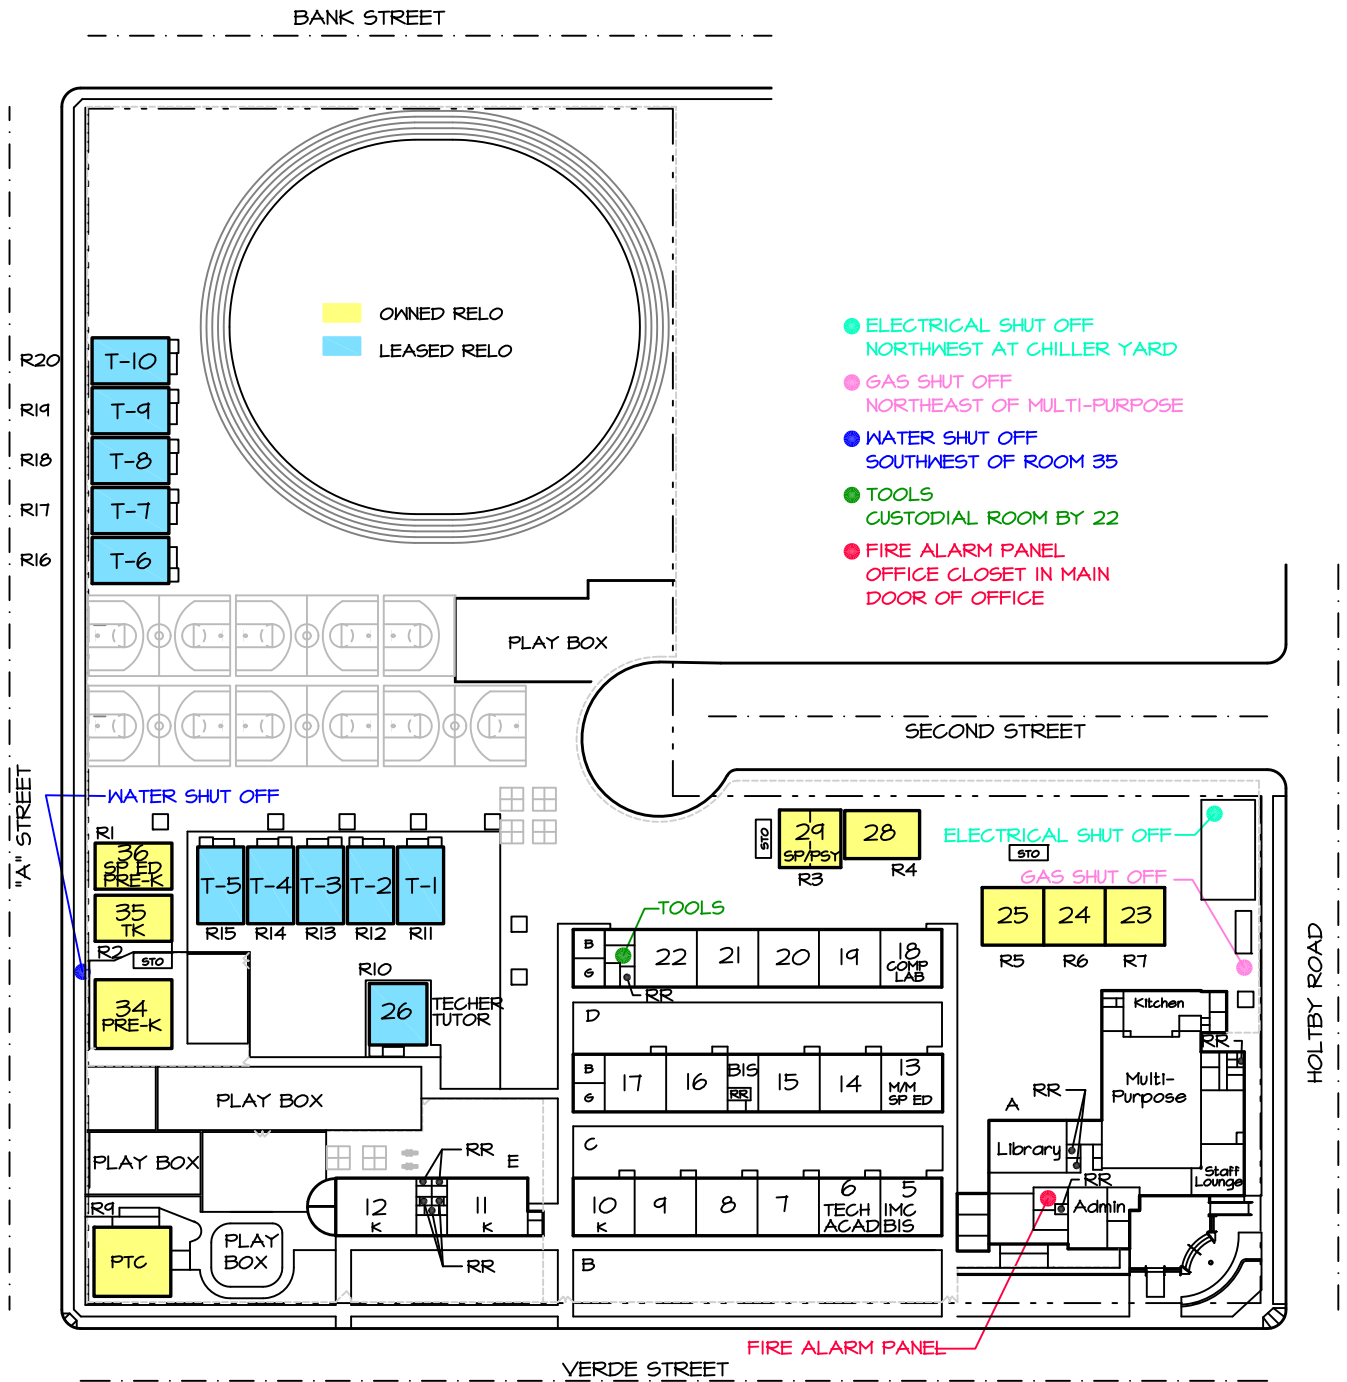 BANK STREET
OWNED RELO
LEASED RELO
ELECTRICAL SHUT OFF
NORTHWEST AT CHILLER YARD
GAS SHUT OFF
NORTHEAST OF MULTI-PURPOSE
WATER SHUT OFF
SOUTHWEST OF ROOM 35
TOOLS
CUSTODIAL ROOM BY 22
FIRE ALARM PANEL
OFFICE CLOSET IN MAIN
DOOR OF OFFICE
R20
T-10
R19
T-9
R18
T-8
R17
T-7
R16
T-6
PLAY BOX
SECOND STREET
"A" STREET
HOLTBY ROAD
WATER SHUT OFF
R1
36
SP ED
PRE-K
35
TK
R2
STO
34
PRE-K
T-5
T-4
T-3
T-2
T-1
R15
R14
R13
R12
R11
R10
26
TECHER
TUTOR
STO
29
SP/PSY
R3
28
R4
ELECTRICAL SHUT OFF
STO
GAS SHUT OFF
25
24
23
R5
R6
R7
TOOLS
B
G
22
21
20
19
18
COMP
LAB
RR
D
B
G
17
16
BIS
RR
15
14
13
M/M
SP ED
C
10
K
9
8
7
6
TECH
ACAD
5
IMC
BIS
B
Kitchen
RR
Multi-
Purpose
RR
A
Library
Staff
Lounge
RR
Admin
PLAY BOX
PLAY BOX
RR
E
12
K
11
K
RR
R9
PTC
PLAY
BOX
FIRE ALARM PANEL
VERDE STREET